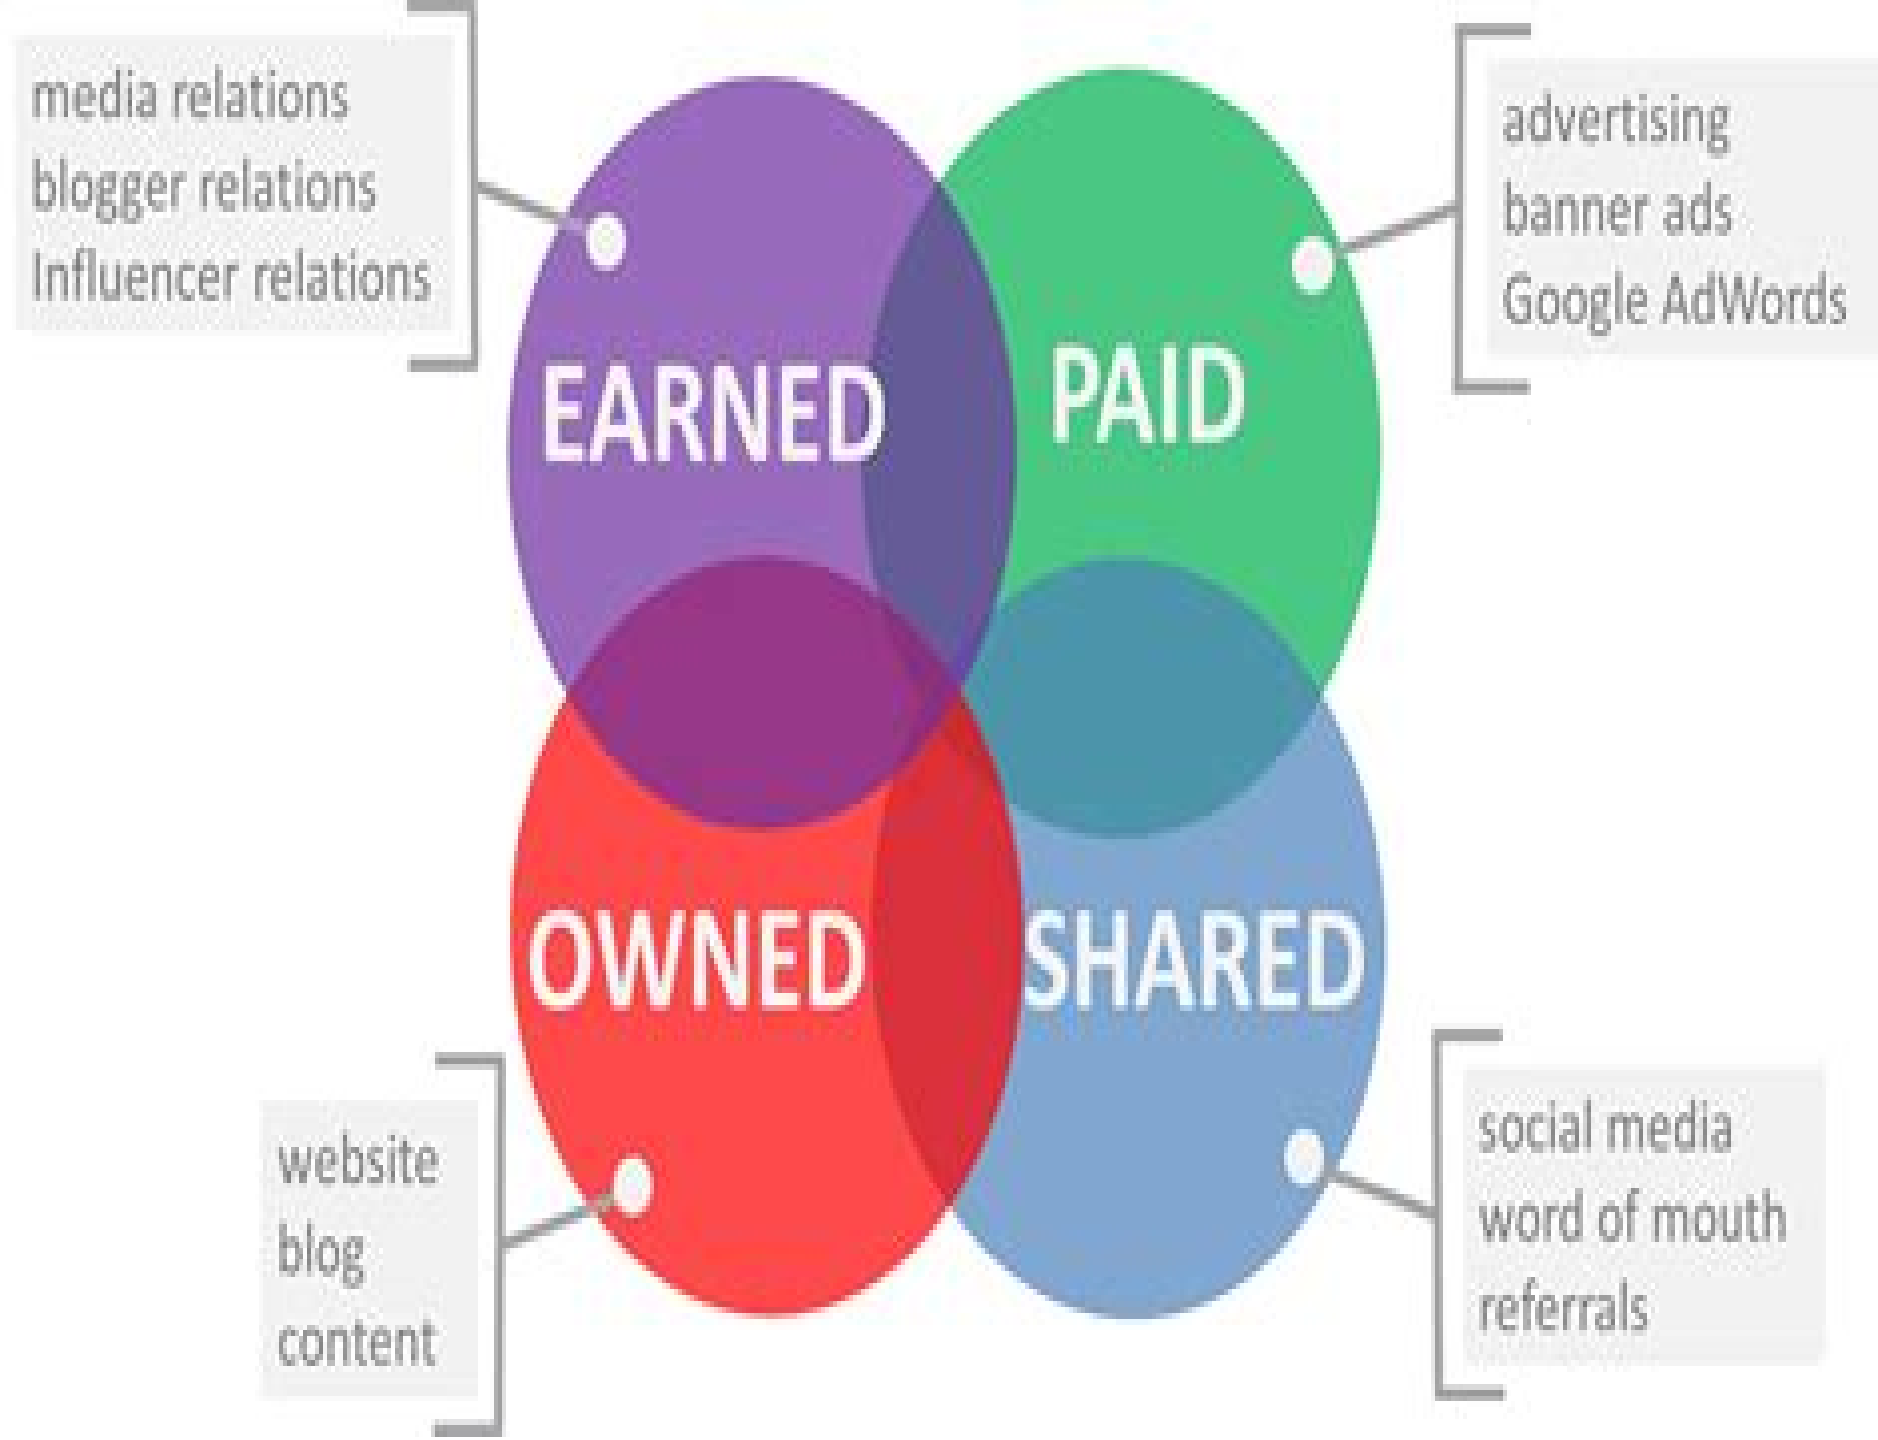 media relations
blogger relations
Influencer relations
advertising
banner ads
Google AdWords
EARNED
PAID
OWNED
SHARED
website
blog
content
social media
word of mouth
referrals